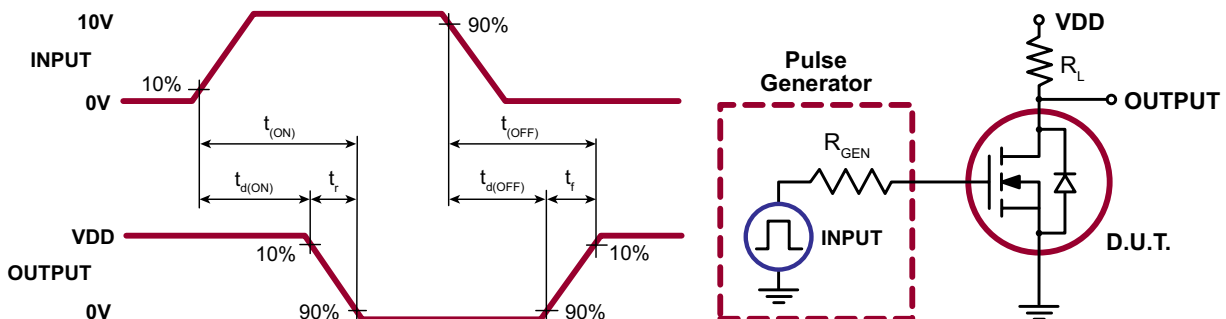 10V
INPUT
0V
10%
90%
t(ON)
t(OFF)
td(ON)
tr
td(OFF)
tf
VDD
OUTPUT
0V
10%
90%
90%
10%
Pulse
Generator
RGEN
INPUT
VDD
RL
OUTPUT
D.U.T.